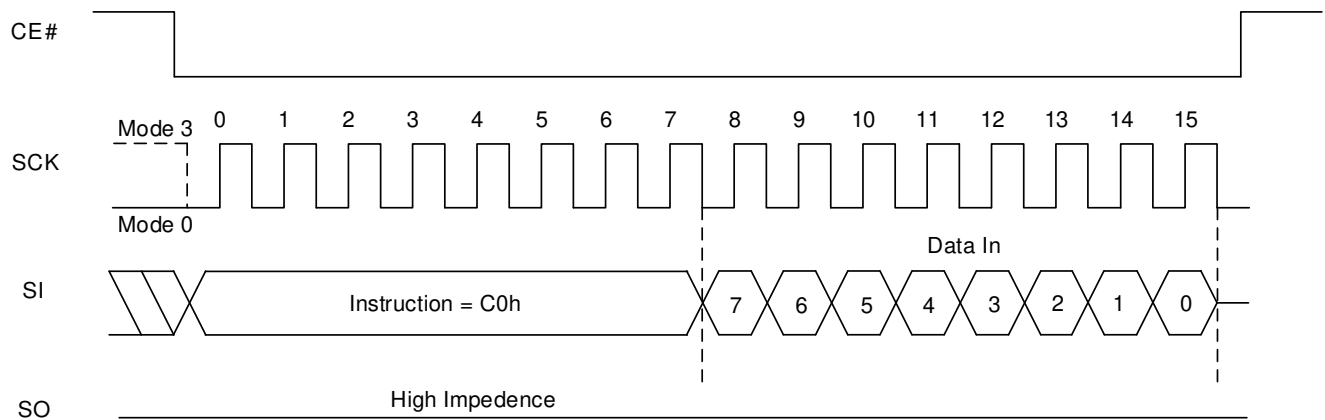 CE#
Mode 3 0 1 2 3 4 5 6 7 8 9 10 11 12 13 14 15
SCK
Mode 0
Data In
SI Instruction = C0h 7 6 5 4 3 2 1 0
High Impedence
SO